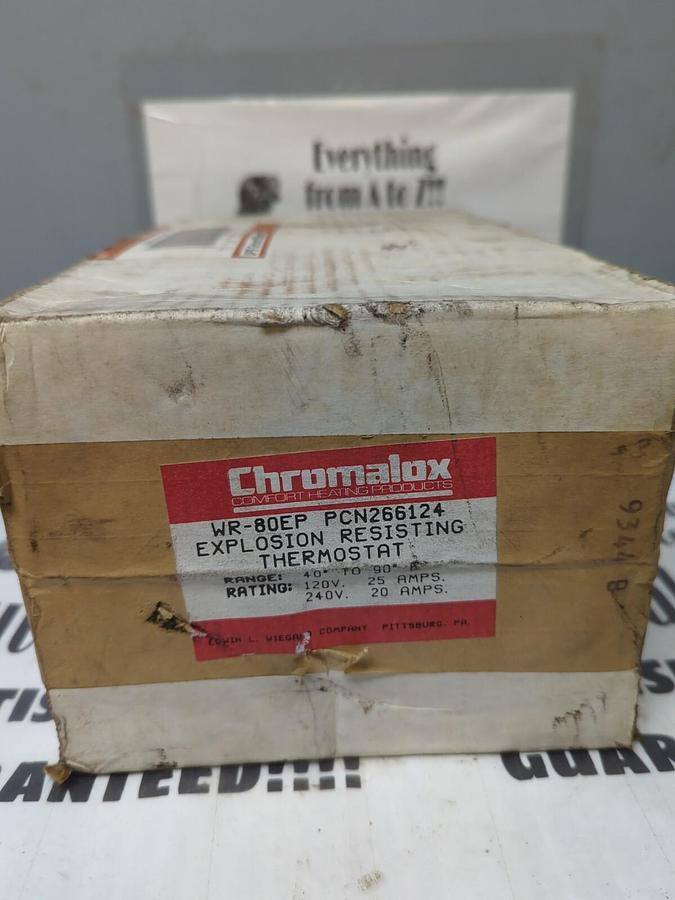 Everything
from A to Z!!!
Chromalox
COMFORT HEATING PRODUCTS
WR-80EP PCN266124
EXPLOSION RESISTING
THERMOSTAT
RANGE: 40° TO 90° F
RATING: 120V. 25 AMPS.
240V. 20 AMPS.
EDWIN L. WIEGAND COMPANY PITTSBURG, PA.
9344 B
ANTEED!!!!
GUAR